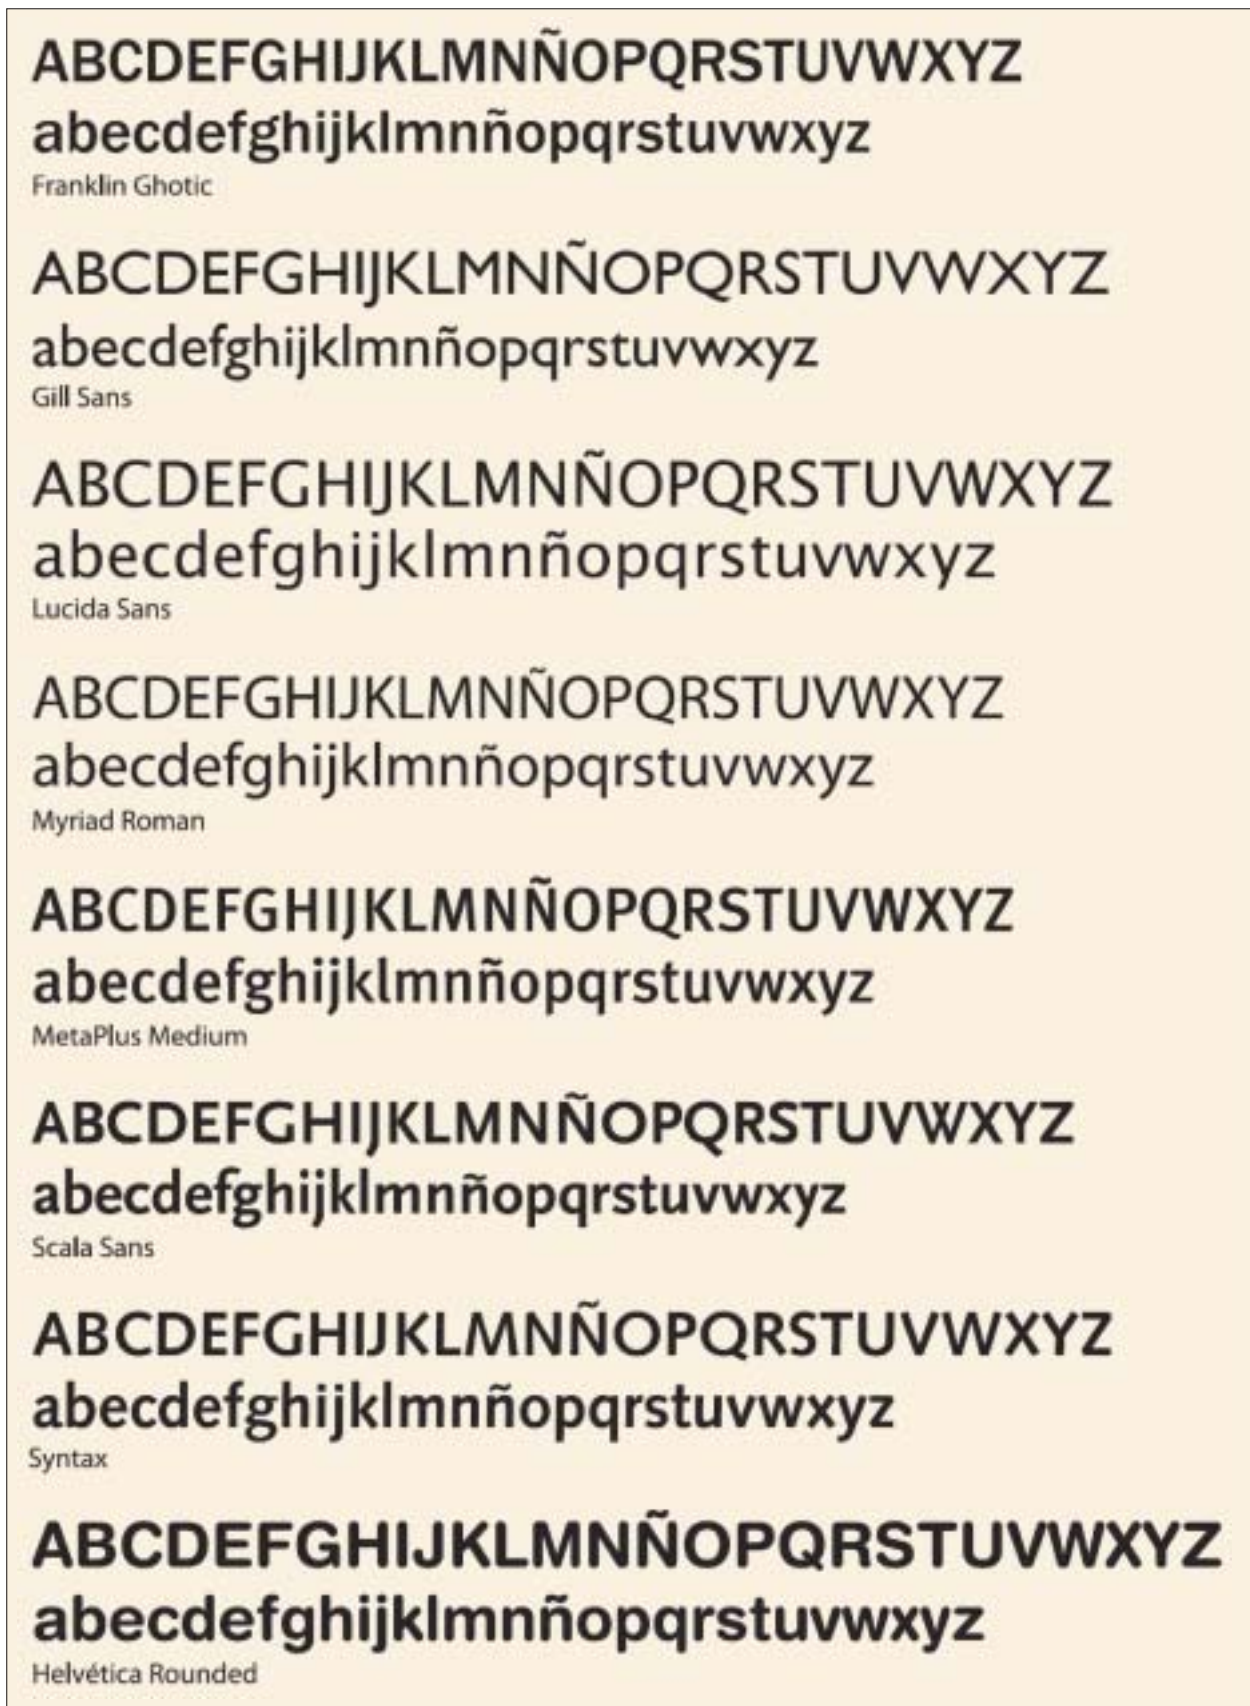 ABCDEFGHIJKLMNÑOPQRSTUVWXYZ
abecdefghijklmnñopqrstuvwxyz
Franklin Ghotic
ABCDEFGHIJKLMNÑOPQRSTUVWXYZ
abecdefghijklmnñopqrstuvwxyz
Gill Sans
ABCDEFGHIJKLMNÑOPQRSTUVWXYZ
abecdefghijklmnñopqrstuvwxyz
Lucida Sans
ABCDEFGHIJKLMNÑOPQRSTUVWXYZ
abecdefghijklmnñopqrstuvwxyz
Myriad Roman
ABCDEFGHIJKLMNÑOPQRSTUVWXYZ
abecdefghijklmnñopqrstuvwxyz
MetaPlus Medium
ABCDEFGHIJKLMNÑOPQRSTUVWXYZ
abecdefghijklmnñopqrstuvwxyz
Scala Sans
ABCDEFGHIJKLMNÑOPQRSTUVWXYZ
abecdefghijklmnñopqrstuvwxyz
Syntax
ABCDEFGHIJKLMNÑOPQRSTUVWXYZ
abecdefghijklmnñopqrstuvwxyz
Helvética Rounded